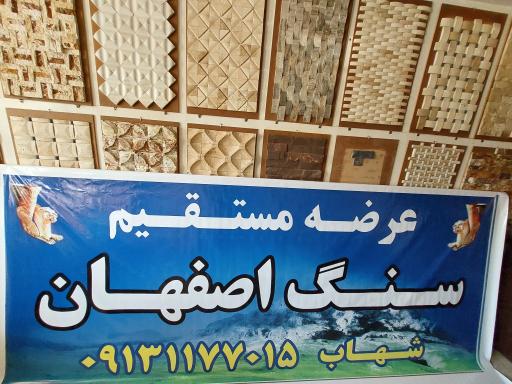 عرضه مستقیم
سنگ اصفهان
شهاب ۰۹۱۳۱۱۷۷۰۱۵